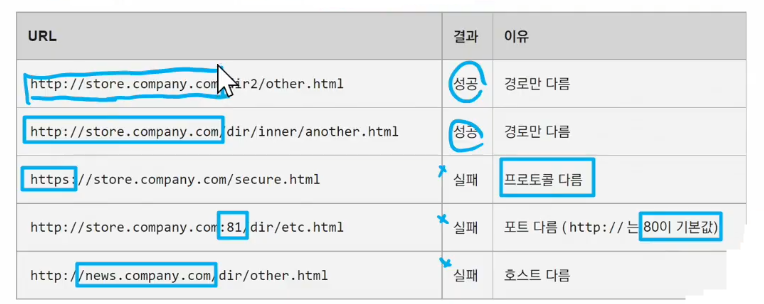 URL 결과 이유
http://store.company.com/dir2/other.html 성공 경로만 다름
http://store.company.com/dir/inner/another.html 성공 경로만 다름
https://store.company.com/secure.html 실패 프로토콜 다름
http://store.company.com:81/dir/etc.html 실패 포트 다름 (http:// 는 80이 기본값)
http://news.company.com/dir/other.html 실패 호스트 다름